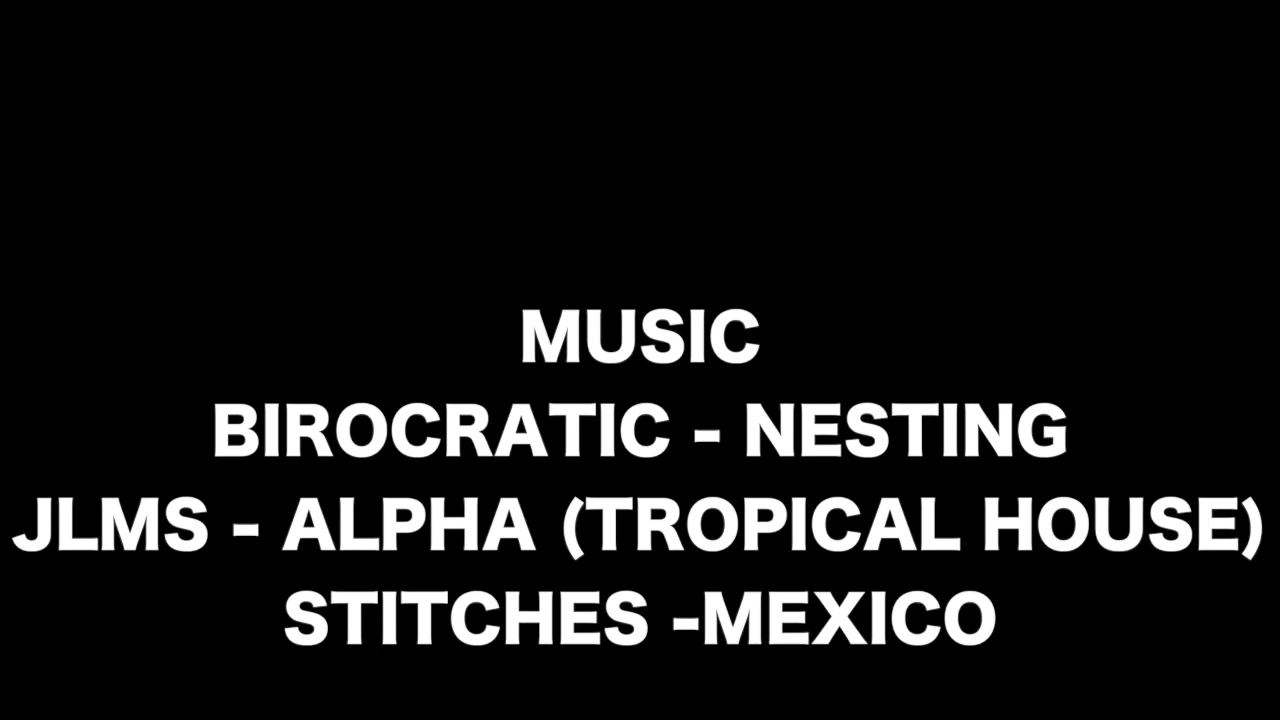 MUSIC
BIROCRATIC - NESTING
JLMS - ALPHA (TROPICAL HOUSE)
STITCHES -MEXICO